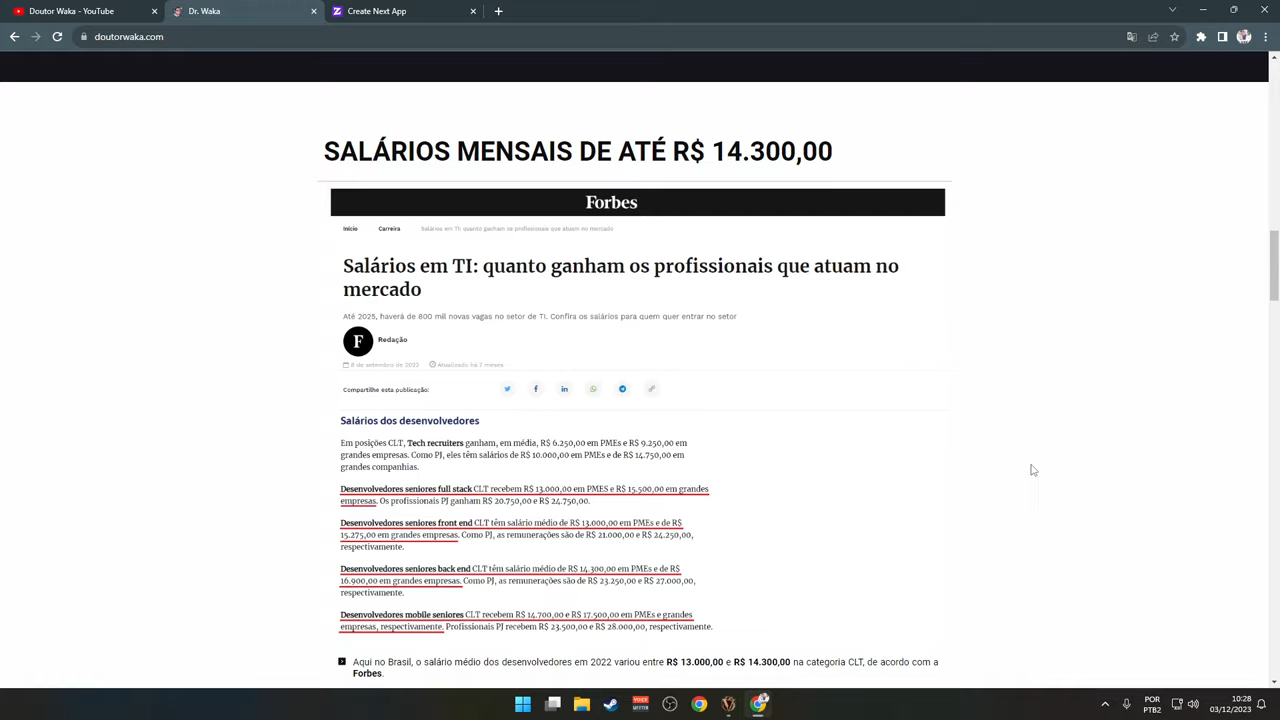 Doutor Waka - YouTube
Dr. Waka
Create Next App
doutorwaka.com
SALÁRIOS MENSAIS DE ATÉ R$ 14.300,00
Forbes
Início Carreira Salários em TI: quanto ganham os profissionais que atuam no mercado
Salários em TI: quanto ganham os profissionais que atuam no
mercado
Até 2025, haverá de 800 mil novas vagas no setor de TI. Confira os salários para quem quer entrar no setor
F
Redação
8 de setembro de 2022 Atualizado há 7 meses
Compartilhe esta publicação:
Salários dos desenvolvedores
Em posições CLT, Tech recruiters ganham, em média, R$ 6.250,00 em PMEs e R$ 9.250,00 em
grandes empresas. Como PJ, eles têm salários de R$ 10.000,00 em PMEs e de R$ 14.750,00 em
grandes companhias.
Desenvolvedores seniores full stack CLT recebem R$ 13.000,00 em PMES e R$ 15.500,00 em grandes
empresas. Os profissionais PJ ganham R$ 20.750,00 e R$ 24.750,00.
Desenvolvedores seniores front end CLT têm salário médio de R$ 13.000,00 em PMEs e de R$
15.275,00 em grandes empresas. Como PJ, as remunerações são de R$ 21.000,00 e R$ 24.250,00,
respectivamente.
Desenvolvedores seniores back end CLT têm salário médio de R$ 14.300,00 em PMEs e de R$
16.900,00 em grandes empresas. Como PJ, as remunerações são de R$ 23.250,00 e R$ 27.000,00,
respectivamente.
Desenvolvedores mobile seniores CLT recebem R$ 14.700,00 e R$ 17.500,00 em PMEs e grandes
empresas, respectivamente. Profissionais PJ recebem R$ 23.500,00 e R$ 28.000,00, respectivamente.
Aqui no Brasil, o salário médio dos desenvolvedores em 2022 variou entre R$ 13.000,00 e R$ 14.300,00 na categoria CLT, de acordo com a
Forbes.
POR
PTB2
10:28
03/12/2023